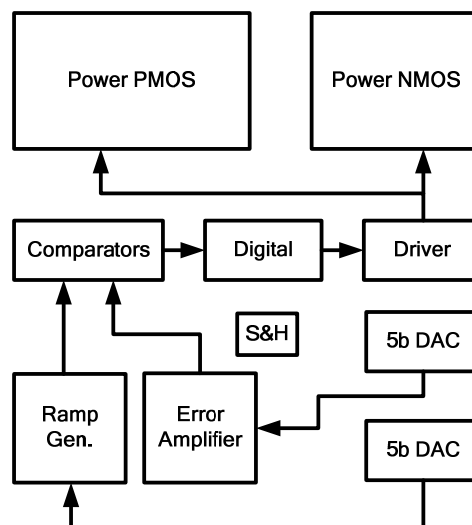 Power PMOS
Power NMOS
Comparators
Digital
Driver
S&H
5b DAC
Ramp
Gen.
Error
Amplifier
5b DAC